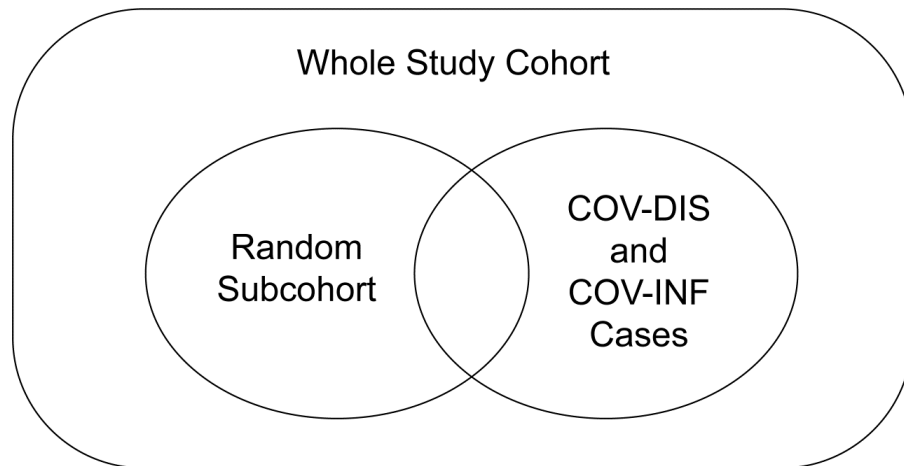 Whole Study Cohort
Random
Subcohort
COV-DIS
and
COV-INF
Cases